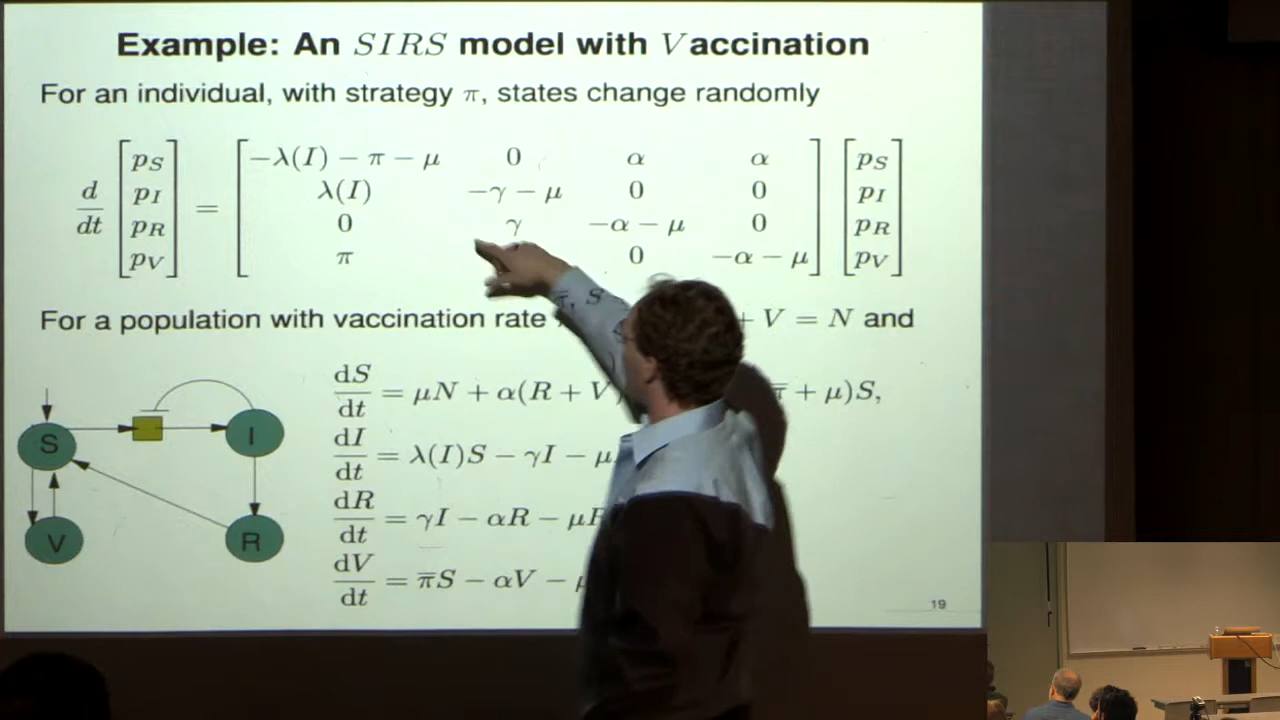 Example: An SIRS model with Vaccination
For an individual, with strategy π, states change randomly
d/dt [p_S p_I p_R p_V] = [
−λ(I) − π − μ 0 α α
λ(I) −γ − μ 0 0
0 γ −α − μ 0
π 0 −α − μ
] [p_S p_I p_R p_V]
For a population with vaccination rate π̅, S + V = N and
dS/dt = μN + α(R + V) π̅ + μ)S,
dI/dt = λ(I)S − γI − μ
dR/dt = γI − αR − μR
dV/dt = π̅S − αV − μ
S
I
V
R
19